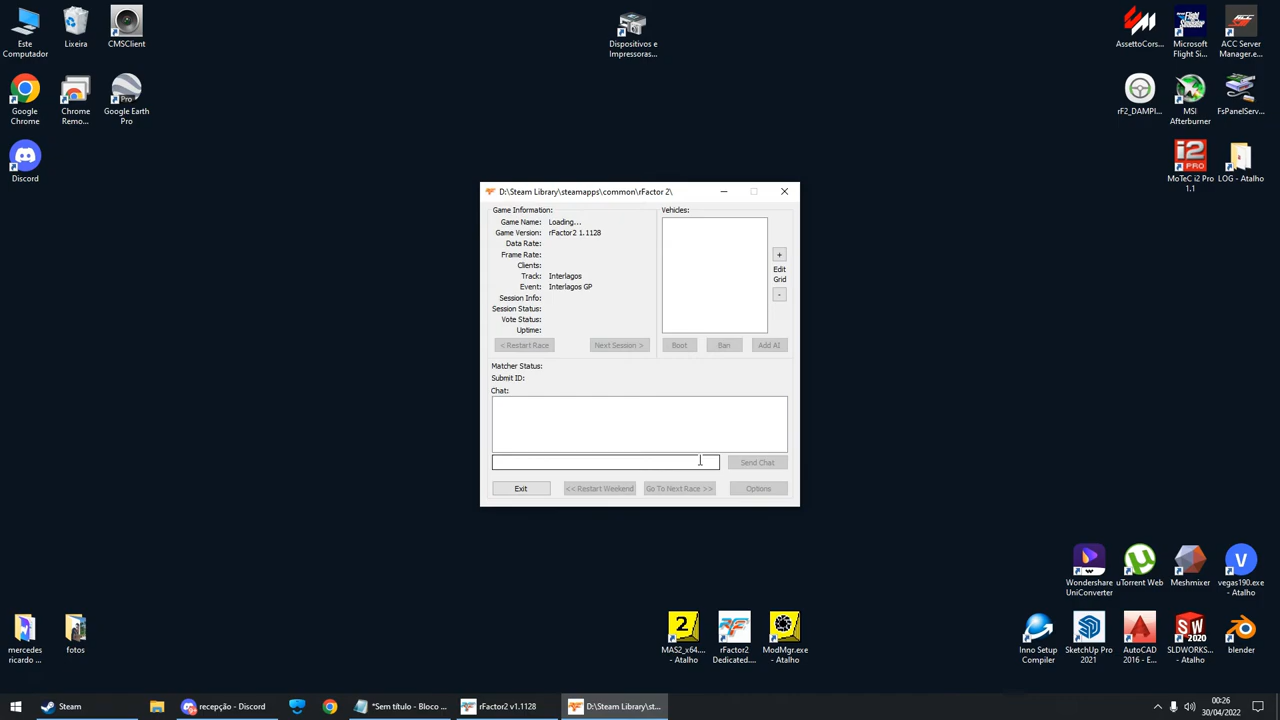 Este
Computador
Lixeira
CMSClient
Dispositivos e
Impressoras...
AssettoCors...
Microsoft
Flight Si...
ACC Server
Manager.e...
Google
Chrome
Chrome
Remo...
Google Earth
Pro
rF2_DAMPI...
MSI
Afterburner
FsPanelServ...
Discord
MoTeC i2 Pro
1.1
LOG - Atalho
D:\Steam Library\steamapps\common\rFactor 2\
Game Information:
Game Name: Loading...
Game Version: rFactor2 1.1128
Data Rate:
Frame Rate:
Clients:
Track: Interlagos
Event: Interlagos GP
Session Info:
Session Status:
Vote Status:
Uptime:
< Restart Race
Next Session >
Vehicles:
+
Edit
Grid
-
Boot
Ban
Add AI
Matcher Status:
Submit ID:
Chat:
Send Chat
Exit
<< Restart Weekend
Go To Next Race >>
Options
Wondershare
UniConverter
uTorrent Web
Meshmixer
vegas190.exe
- Atalho
mercedes
ricardo ...
fotos
MAS2_x64....
- Atalho
rFactor2
Dedicated....
ModMgr.exe
- Atalho
Inno Setup
Compiler
SketchUp Pro
2021
AutoCAD
2016 - E...
SLDWORKS...
- Atalho
blender
Steam
recepção - Discord
*Sem título - Bloco ...
rFactor2 v1.1128
D:\Steam Library\st...
00:26
30/04/2022